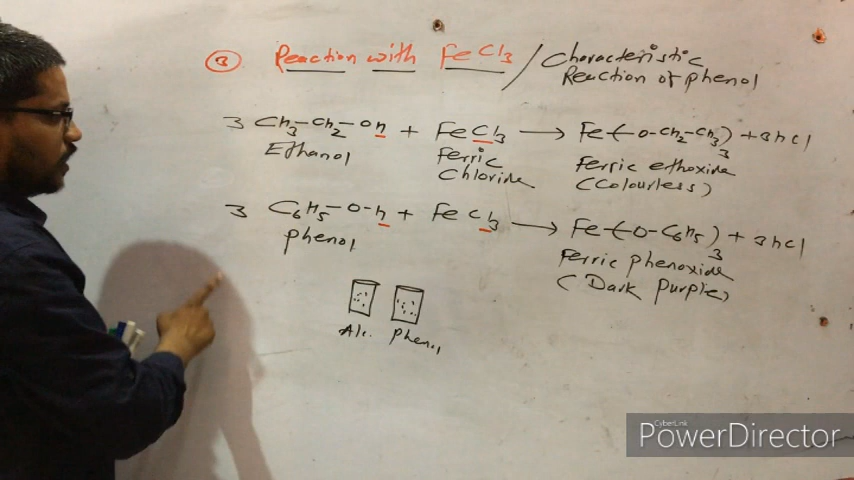 ③ Reaction with FeCl3 / Characteristic
Reaction of phenol
3 CH3-CH2-OH + FeCl3 → Fe(-O-CH2-CH3)3 + 3HCl
Ethanol Ferric Chloride Ferric ethoxide
(Colourless)
3 C6H5-O-H + FeCl3 → Fe(-O-C6H5)3 + 3HCl
phenol Ferric phenoxide
(Dark purple)
Alc. Phenol
CyberLink
PowerDirector